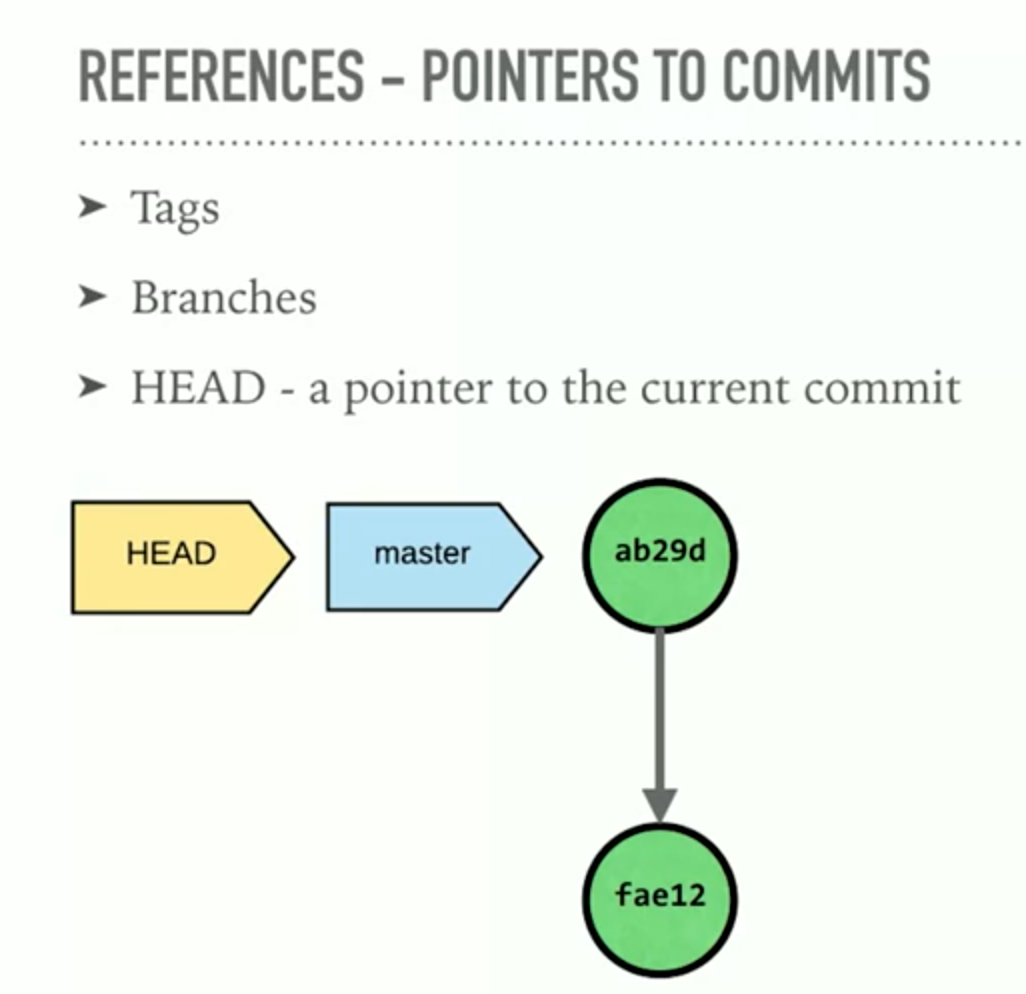 REFERENCES – POINTERS TO COMMITS
➤ Tags
➤ Branches
➤ HEAD - a pointer to the current commit
HEAD
master
ab29d
fae12